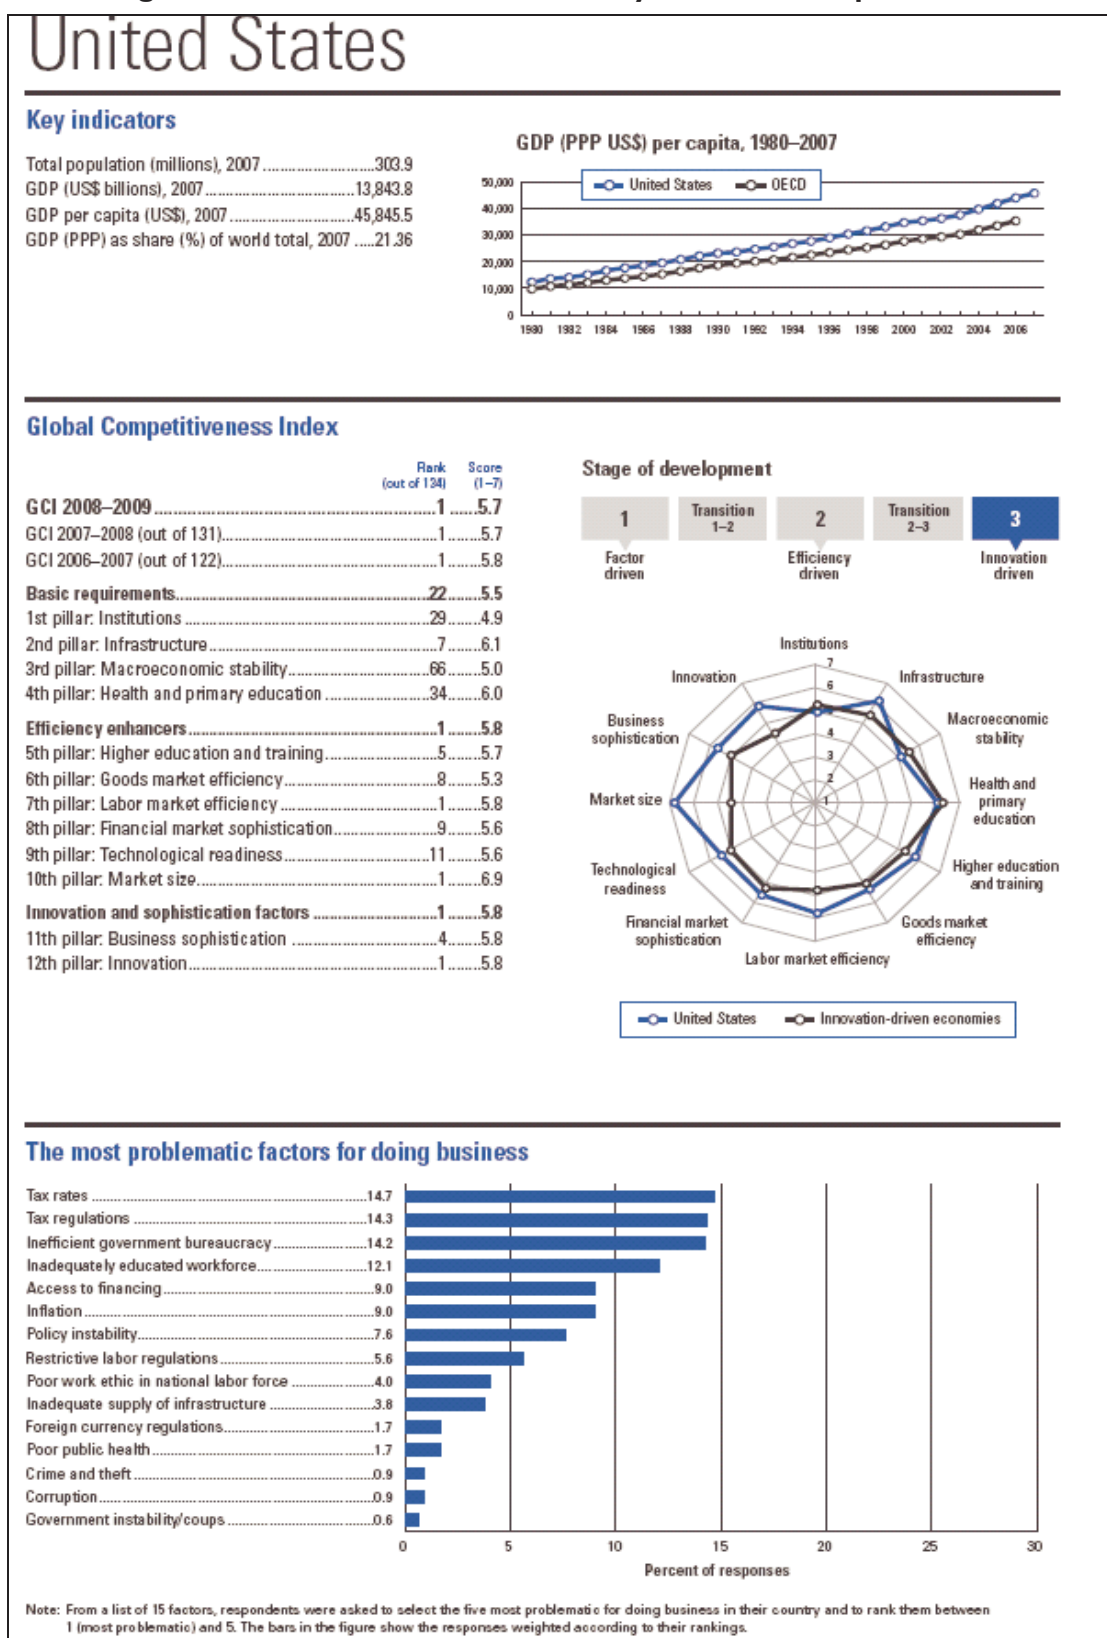 United States
Key indicators
Total population (millions), 2007 ..........................303.9
GDP (US$ billions), 2007....................................13,843.8
GDP per capita (US$), 2007..............................45,845.5
GDP (PPP) as share (%) of world total, 2007 .....21.36
GDP (PPP US$) per capita, 1980–2007
United States
OECD
50,000
40,000
30,000
20,000
10,000
0
1980 1982 1984 1986 1988 1990 1992 1994 1996 1998 2000 2002 2004 2006
Global Competitiveness Index
Rank Score
(out of 134) (1–7)
GCI 2008–2009......................................................1 ......5.7
GCI 2007–2008 (out of 131)..................................1........5.7
GCI 2006–2007 (out of 122)..................................1........5.8
Basic requirements...........................................22........5.5
1st pillar: Institutions ..........................................29........4.9
2nd pillar: Infrastructure.......................................7........6.1
3rd pillar: Macroeconomic stability.....................66........5.0
4th pillar: Health and primary education ............34........6.0
Efficiency enhancers...........................................1........5.8
5th pillar: Higher education and training..............5........5.7
6th pillar: Goods market efficiency.......................8........5.3
7th pillar: Labor market efficiency .......................1........5.8
8th pillar: Financial market sophistication............9........5.6
9th pillar: Technological readiness......................11........5.6
10th pillar: Market size..........................................1........6.9
Innovation and sophistication factors ...............1........5.8
11th pillar: Business sophistication .....................4........5.8
12th pillar: Innovation............................................1........5.8
Stage of development
1
Transition
1–2
2
Transition
2–3
3
Factor
driven
Efficiency
driven
Innovation
driven
Institutions
Infrastructure
Macroeconomic
stability
Health and
primary
education
Higher education
and training
Goods market
efficiency
Labor market efficiency
Financial market
sophistication
Technological
readiness
Market size
Business
sophistication
Innovation
7
6
5
4
3
2
1
United States
Innovation-driven economies
The most problematic factors for doing business
Tax rates ..............................................................14.7
Tax regulations .....................................................14.3
Inefficient government bureaucracy.....................14.2
Inadequately educated workforce.........................12.1
Access to financing................................................9.0
Inflation..................................................................9.0
Policy instability......................................................7.6
Restrictive labor regulations...................................5.6
Poor work ethic in national labor force ...................4.0
Inadequate supply of infrastructure ........................3.8
Foreign currency regulations..................................1.7
Poor public health...................................................1.7
Crime and theft.......................................................0.9
Corruption..............................................................0.9
Government instability/coups.................................0.6
0 5 10 15 20 25 30
Percent of responses
Note: From a list of 15 factors, respondents were asked to select the five most problematic for doing business in their country and to rank them between
1 (most problematic) and 5. The bars in the figure show the responses weighted according to their rankings.